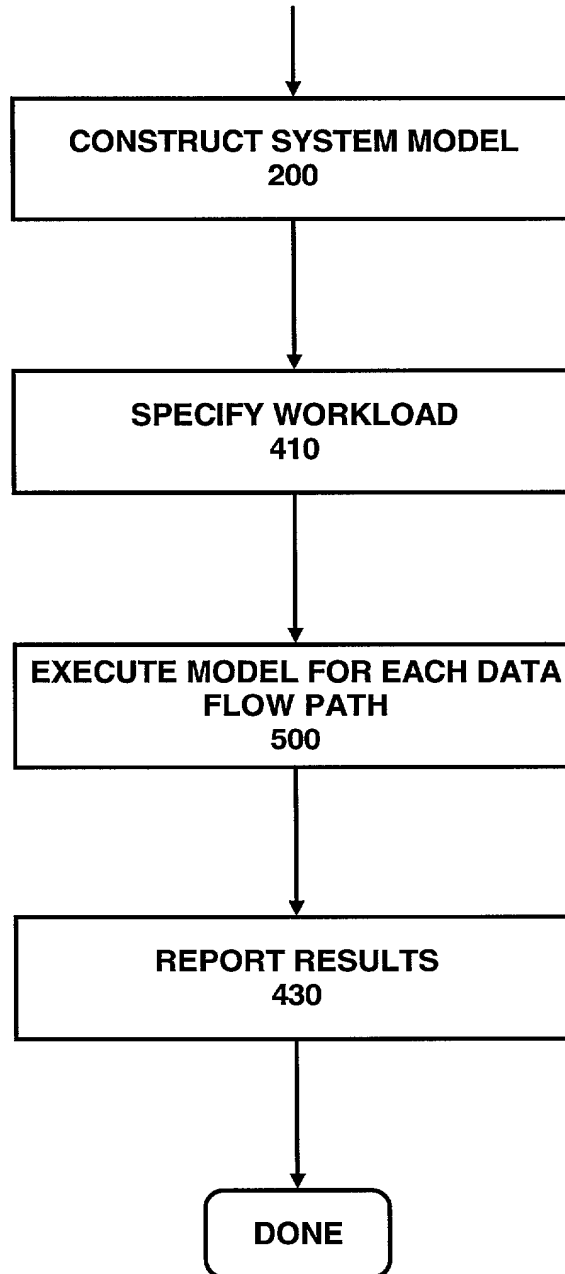 CONSTRUCT SYSTEM MODEL
200
SPECIFY WORKLOAD
410
EXECUTE MODEL FOR EACH DATA
FLOW PATH
500
REPORT RESULTS
430
DONE